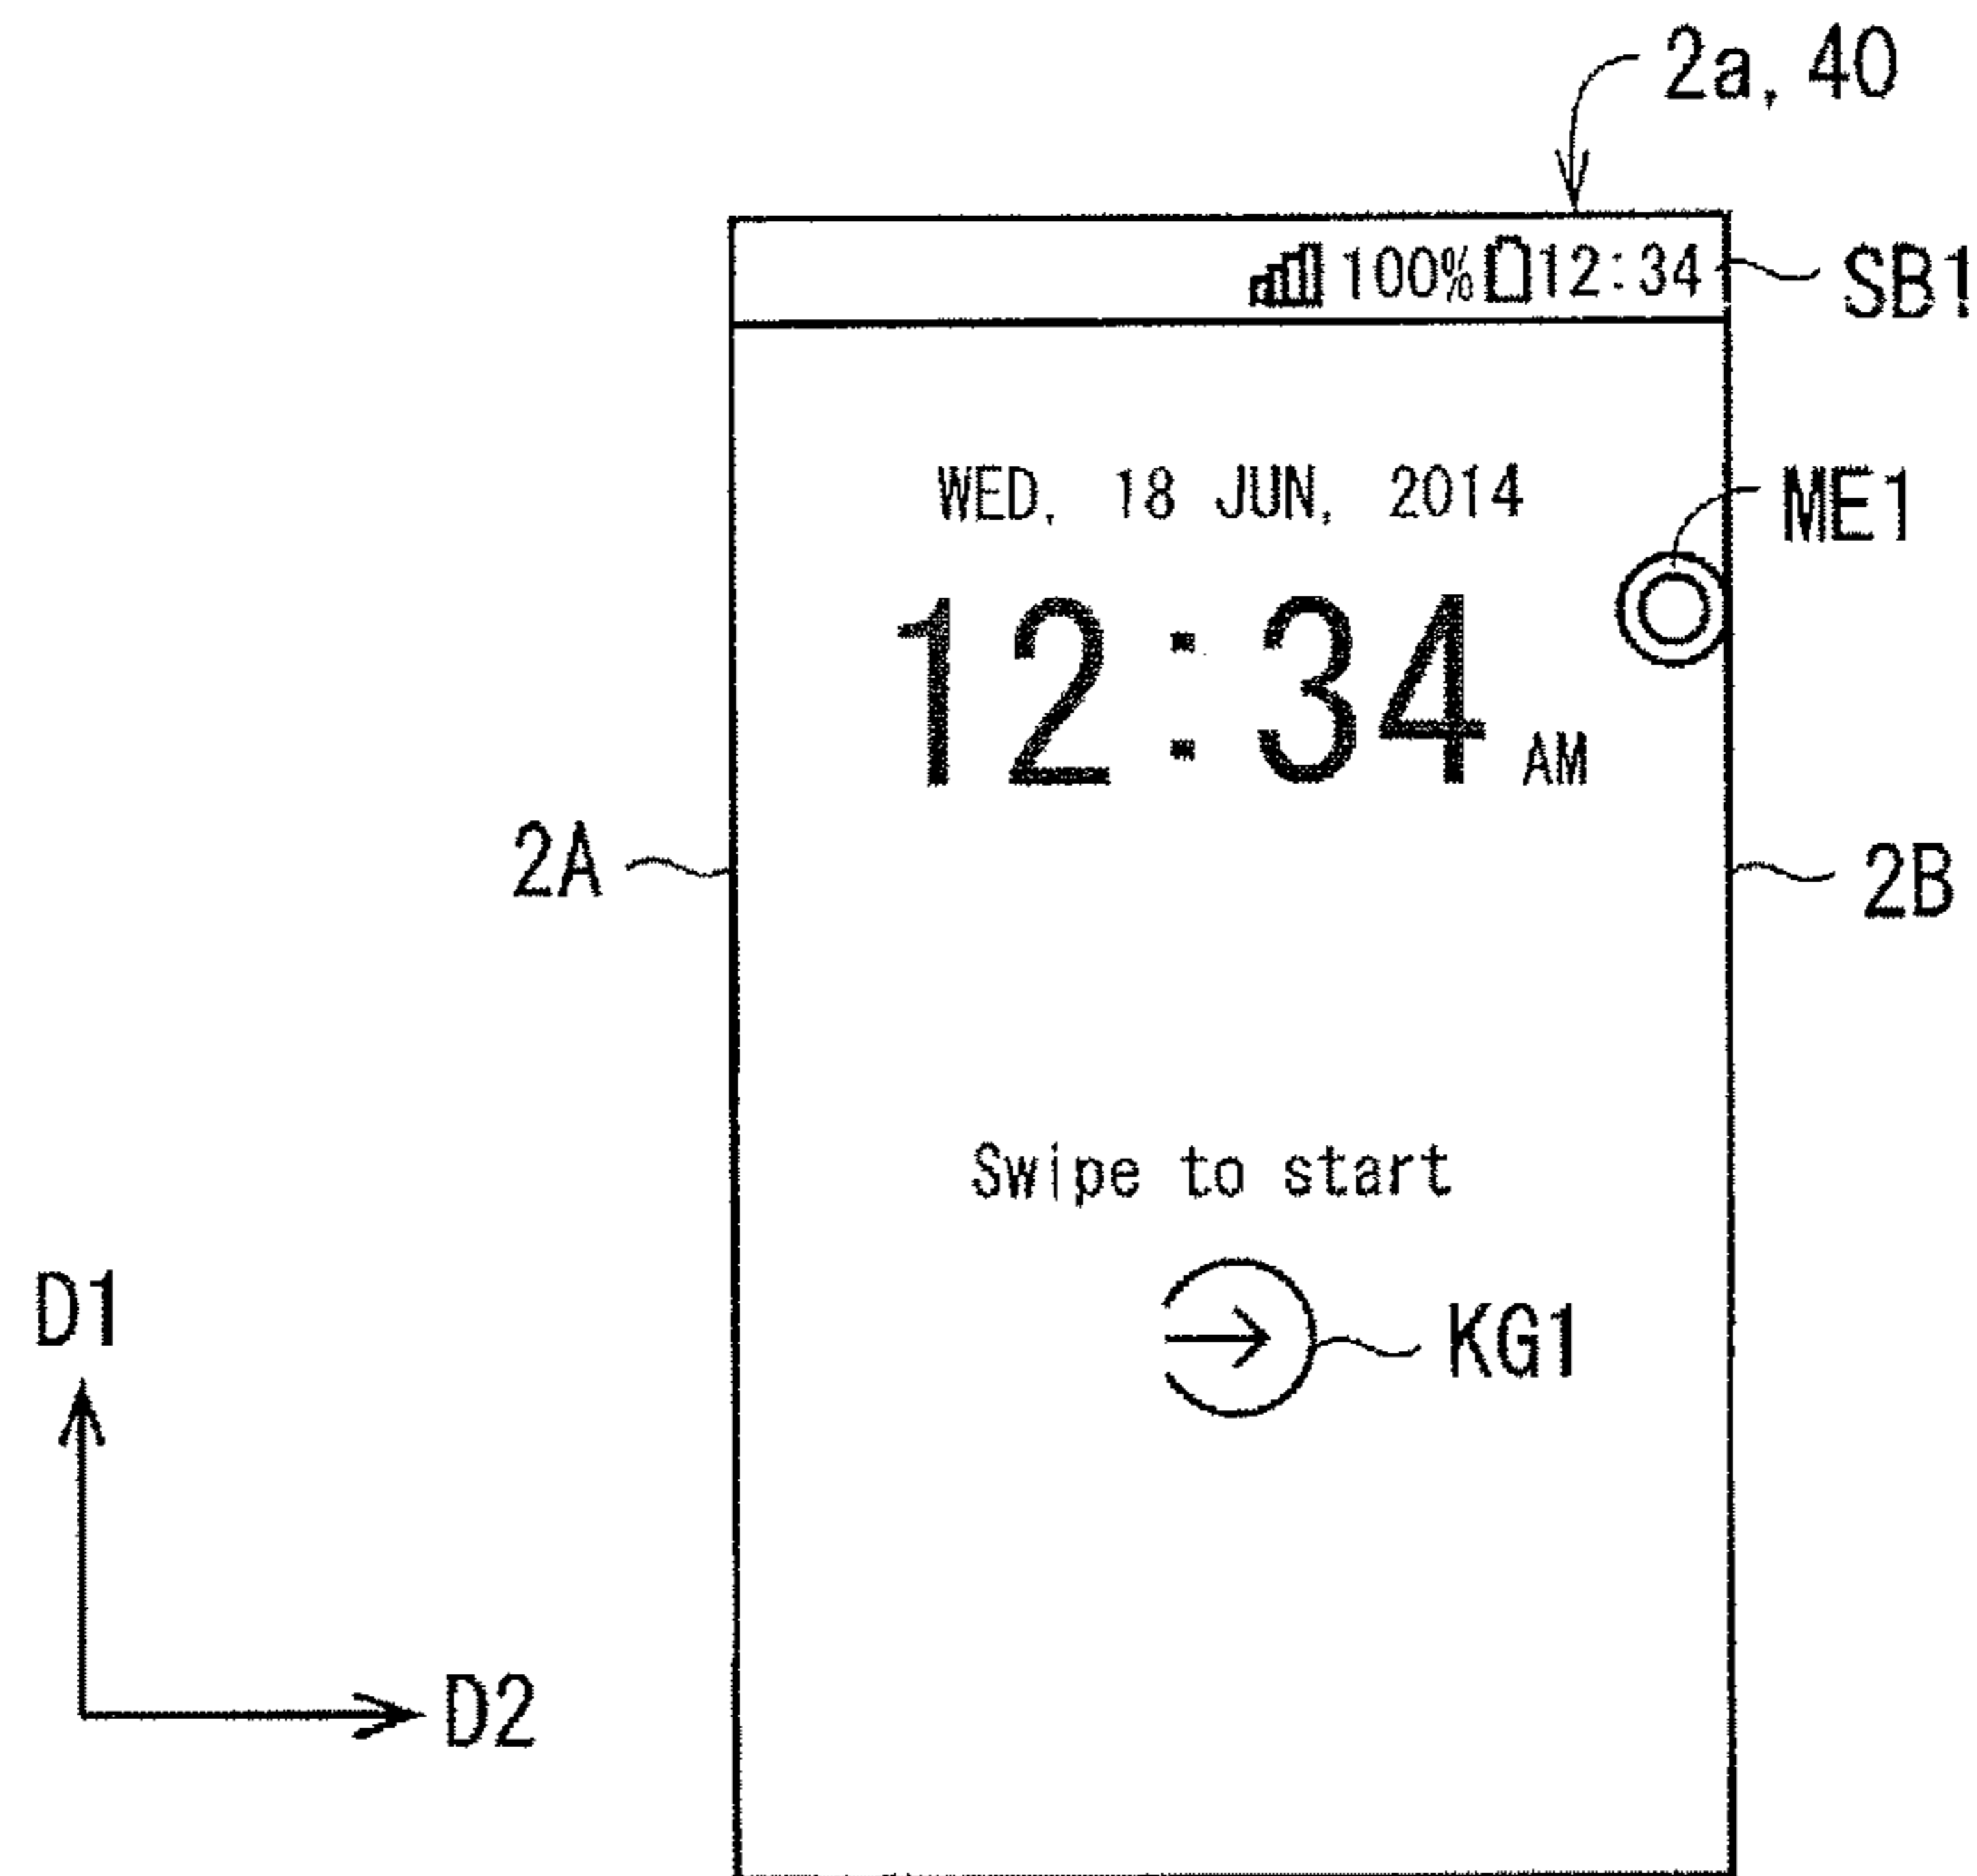 2a, 40
100% 12:34
SB1
WED, 18 JUN, 2014
ME1
12:34 AM
2A
2B
Swipe to start
D1
KG1
D2